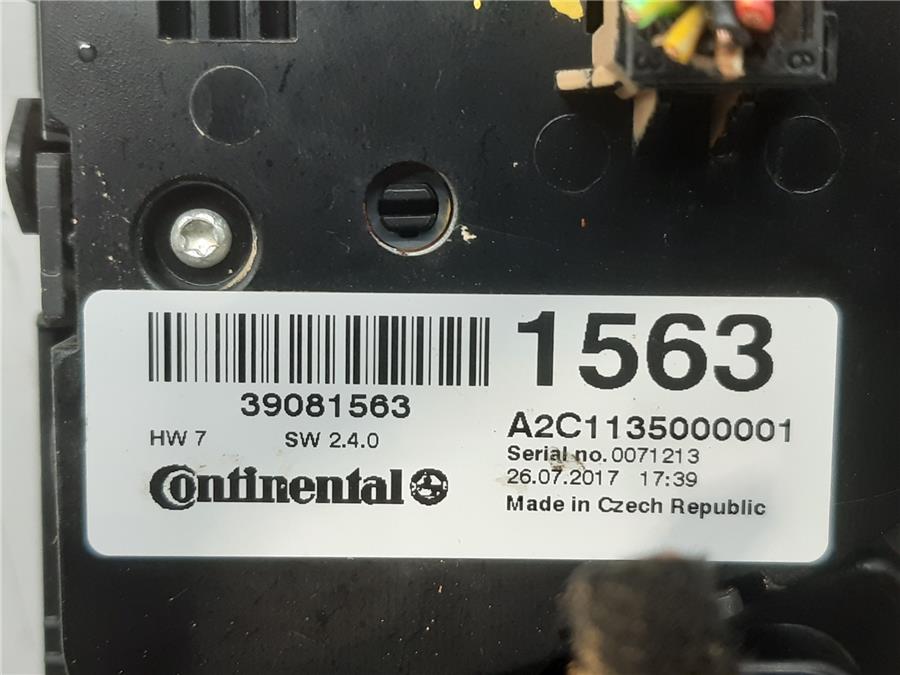 8
39081563
HW 7 SW 2.4.0
Continental
1563
A2C1135000001
Serial no. 0071213
26.07.2017 17:39
Made in Czech Republic